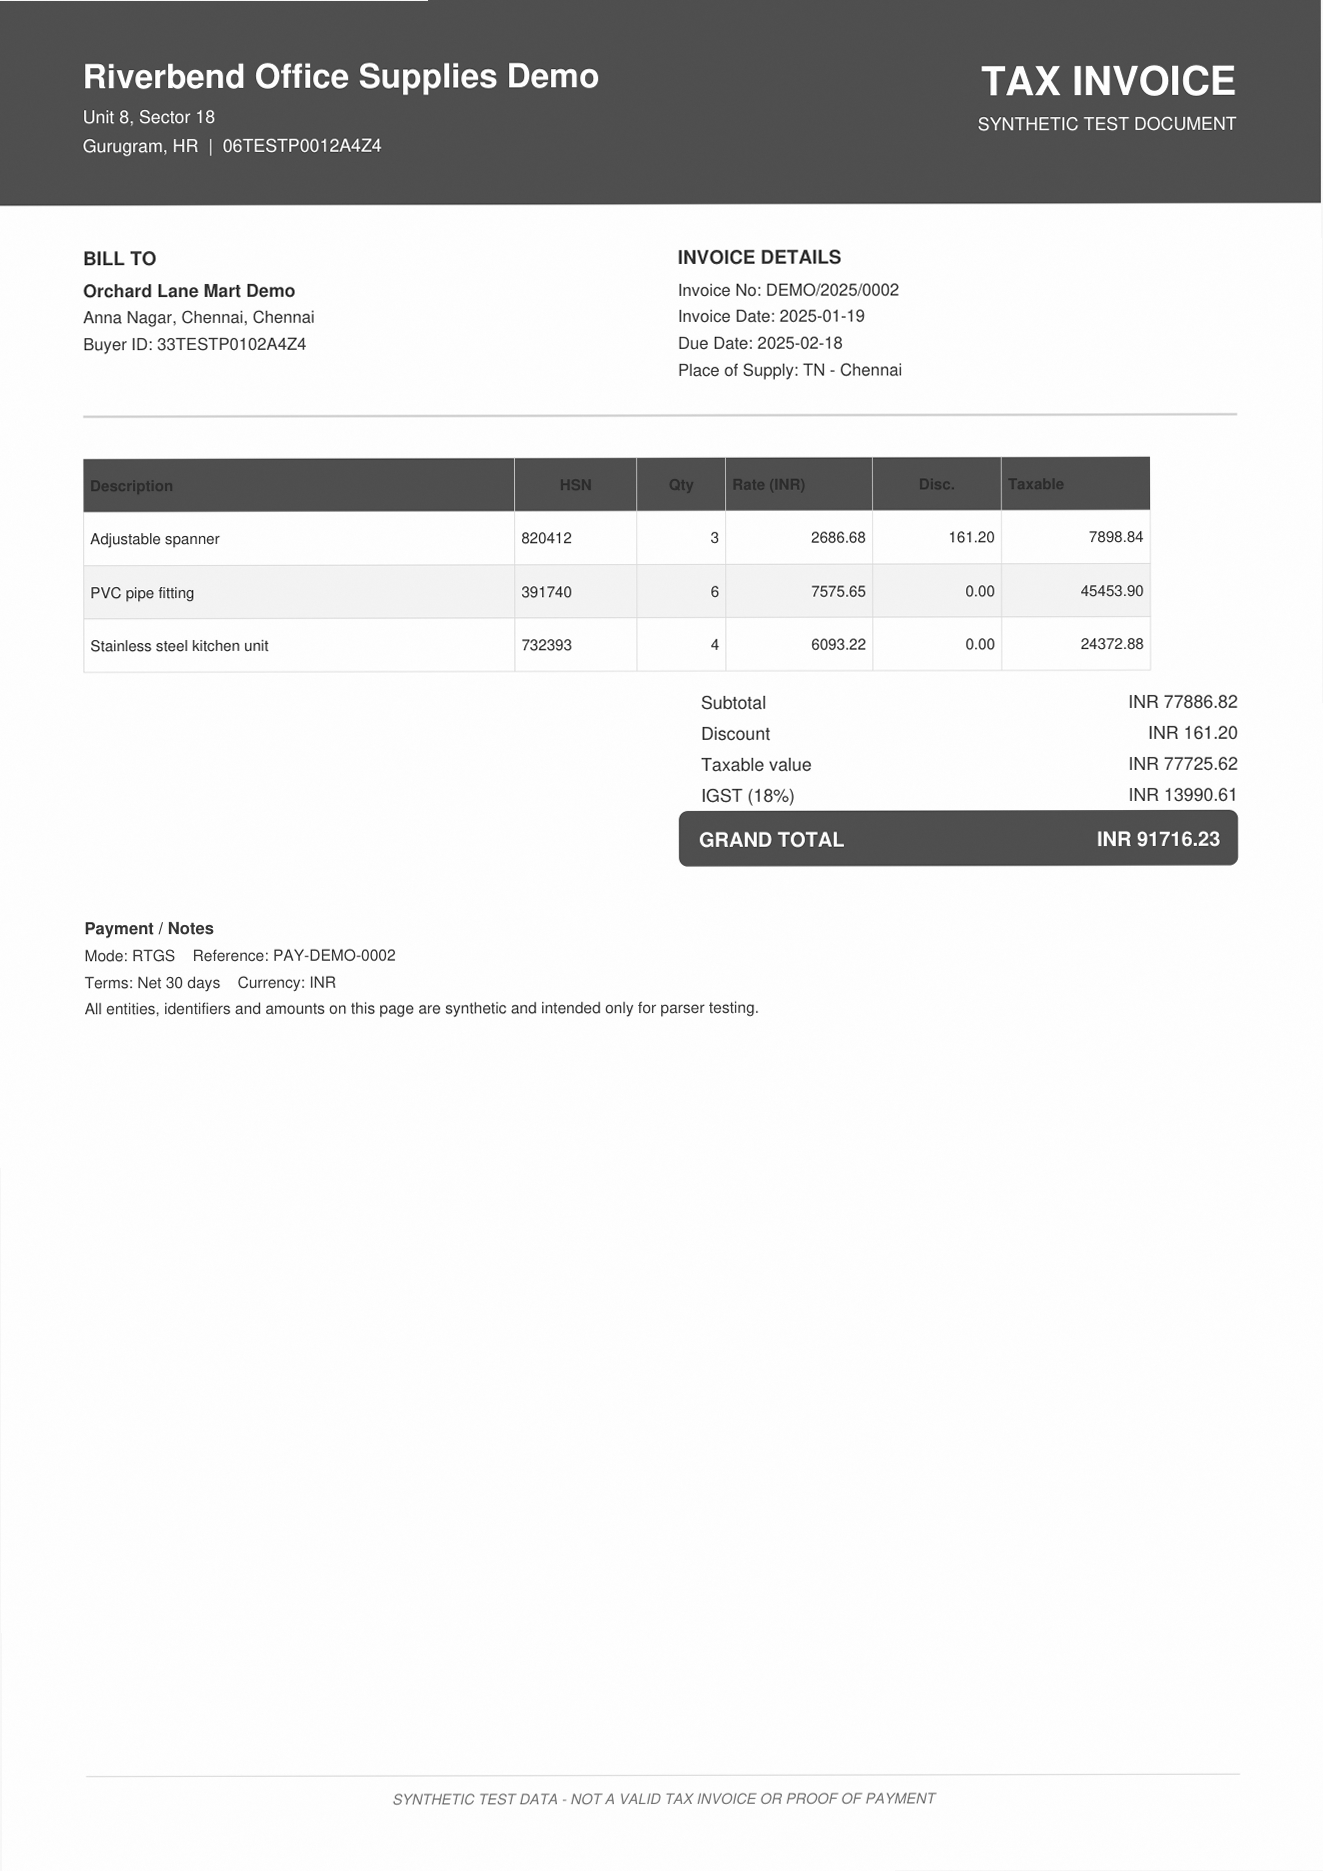 Riverbend Office Supplies Demo
Unit 8, Sector 18
Gurugram, HR | 06TESTP0012A4Z4
TAX INVOICE
SYNTHETIC TEST DOCUMENT
BILL TO
Orchard Lane Mart Demo
Anna Nagar, Chennai, Chennai
Buyer ID: 33TESTP0102A4Z4
INVOICE DETAILS
Invoice No: DEMO/2025/0002
Invoice Date: 2025-01-19
Due Date: 2025-02-18
Place of Supply: TN - Chennai
Description HSN Qty Rate (INR) Disc. Taxable
Adjustable spanner 820412 3 2686.68 161.20 7898.84
PVC pipe fitting 391740 6 7575.65 0.00 45453.90
Stainless steel kitchen unit 732393 4 6093.22 0.00 24372.88
Subtotal INR 77886.82
Discount INR 161.20
Taxable value INR 77725.62
IGST (18%) INR 13990.61
GRAND TOTAL INR 91716.23
Payment / Notes
Mode: RTGS Reference: PAY-DEMO-0002
Terms: Net 30 days Currency: INR
All entities, identifiers and amounts on this page are synthetic and intended only for parser testing.
SYNTHETIC TEST DATA - NOT A VALID TAX INVOICE OR PROOF OF PAYMENT